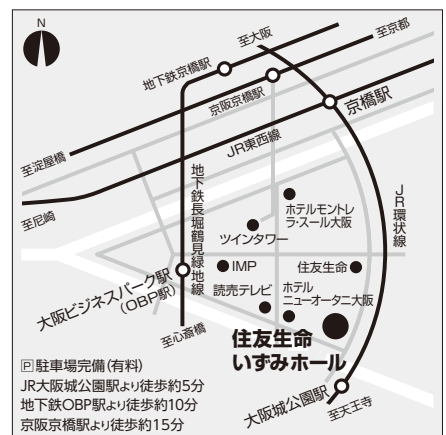 N
至大阪
至京都
地下鉄京橋駅
京阪京橋駅
京橋駅
至淀屋橋
JR東西線
至尼崎
地下鉄長堀鶴見緑地線
JR環状線
ホテルモントレ
ラ・スール大阪
ツインタワー
IMP
住友生命
大阪ビジネスパーク駅
(OBP駅)
読売テレビ
ホテル
ニューオータニ大阪
至心斎橋
住友生命
いずみホール
大阪城公園駅
至天王寺
P駐車場完備(有料)
JR大阪城公園駅より徒歩約5分
地下鉄OBP駅より徒歩約10分
京阪京橋駅より徒歩約15分